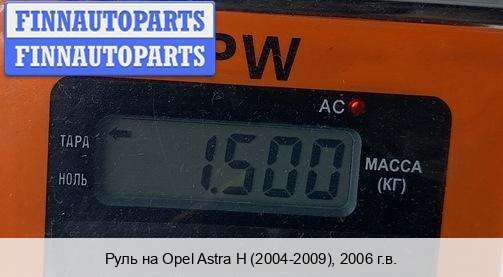 FINNAUTOPARTS
FINNAUTOPARTS
PW
AC
ТАРА
1.500
МАССА
(КГ)
НОЛЬ
Руль на Opel Astra H (2004-2009), 2006 г.в.